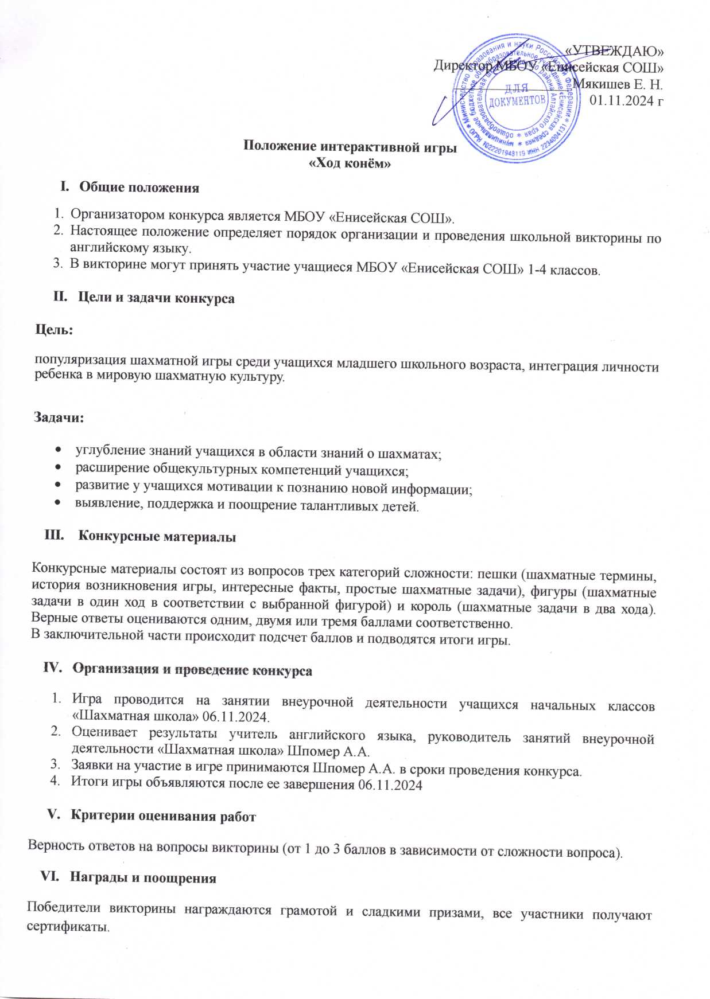 «УТВЕЖДАЮ»
Директор МБОУ «Енисейская СОШ»
Мякишев Е. Н.
01.11.2024 г
ДЛЯ
ДОКУМЕНТОВ
Министерство образования и науки Российской Федерации
ОГРН 1022201948119 ИНН 2234004131
Положение интерактивной игры
«Ход конём»
I. Общие положения
1. Организатором конкурса является МБОУ «Енисейская СОШ».
2. Настоящее положение определяет порядок организации и проведения школьной викторины по
английскому языку.
3. В викторине могут принять участие учащиеся МБОУ «Енисейская СОШ» 1-4 классов.
II. Цели и задачи конкурса
Цель:
популяризация шахматной игры среди учащихся младшего школьного возраста, интеграция личности
ребенка в мировую шахматную культуру.
Задачи:
• углубление знаний учащихся в области знаний о шахматах;
• расширение общекультурных компетенций учащихся;
• развитие у учащихся мотивации к познанию новой информации;
• выявление, поддержка и поощрение талантливых детей.
III. Конкурсные материалы
Конкурсные материалы состоят из вопросов трех категорий сложности: пешки (шахматные термины,
история возникновения игры, интересные факты, простые шахматные задачи), фигуры (шахматные
задачи в один ход в соответствии с выбранной фигурой) и король (шахматные задачи в два хода).
Верные ответы оцениваются одним, двумя или тремя баллами соответственно.
В заключительной части происходит подсчет баллов и подводятся итоги игры.
IV. Организация и проведение конкурса
1. Игра проводится на занятии внеурочной деятельности учащихся начальных классов
«Шахматная школа» 06.11.2024.
2. Оценивает результаты учитель английского языка, руководитель занятий внеурочной
деятельности «Шахматная школа» Шпомер А.А.
3. Заявки на участие в игре принимаются Шпомер А.А. в сроки проведения конкурса.
4. Итоги игры объявляются после ее завершения 06.11.2024
V. Критерии оценивания работ
Верность ответов на вопросы викторины (от 1 до 3 баллов в зависимости от сложности вопроса).
VI. Награды и поощрения
Победители викторины награждаются грамотой и сладкими призами, все участники получают
сертификаты.